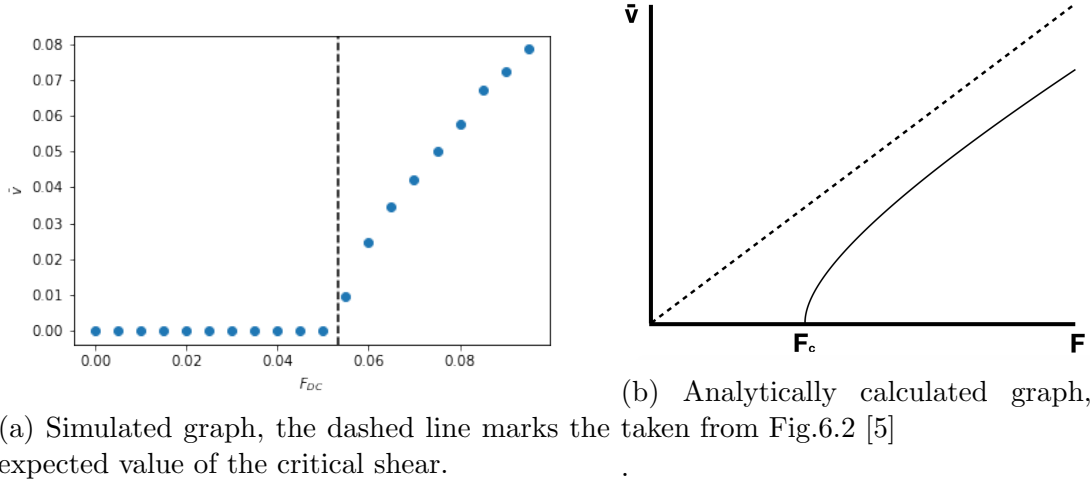 0.08
0.07
0.06
0.05
0.04
0.03
0.02
0.01
0.00
v̄
0.00 0.02 0.04 0.06 0.08
F_DC
v̄
F_c
F
(a) Simulated graph, the dashed line marks the
expected value of the critical shear.
(b) Analytically calculated graph,
taken from Fig.6.2 [5]
.